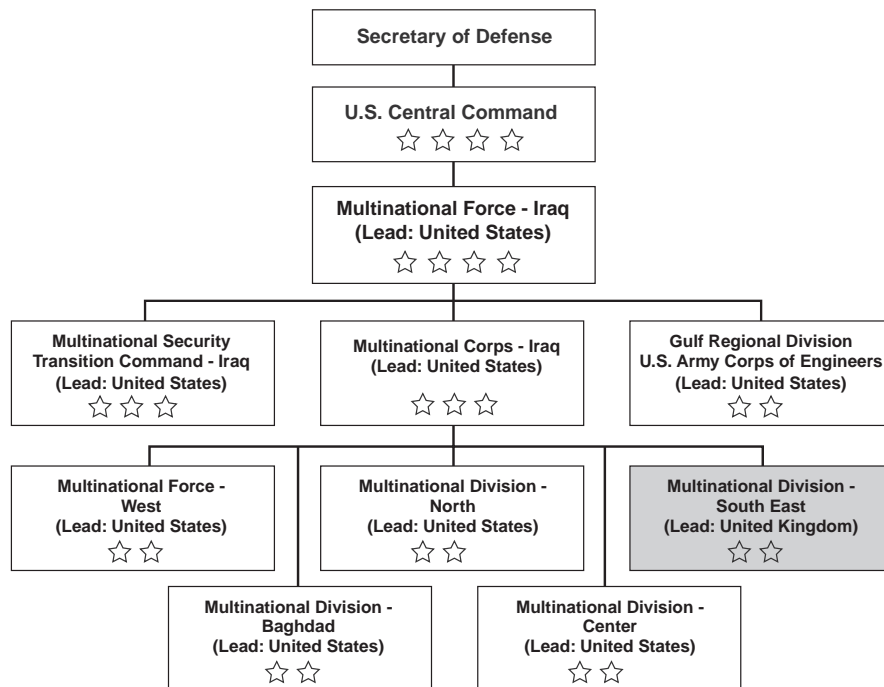 Secretary of Defense
U.S. Central Command
Multinational Force - Iraq
(Lead: United States)
Multinational Security
Transition Command - Iraq
(Lead: United States)
Multinational Corps - Iraq
(Lead: United States)
Gulf Regional Division
U.S. Army Corps of Engineers
(Lead: United States)
Multinational Force -
West
(Lead: United States)
Multinational Division -
North
(Lead: United States)
Multinational Division -
South East
(Lead: United Kingdom)
Multinational Division -
Baghdad
(Lead: United States)
Multinational Division -
Center
(Lead: United States)